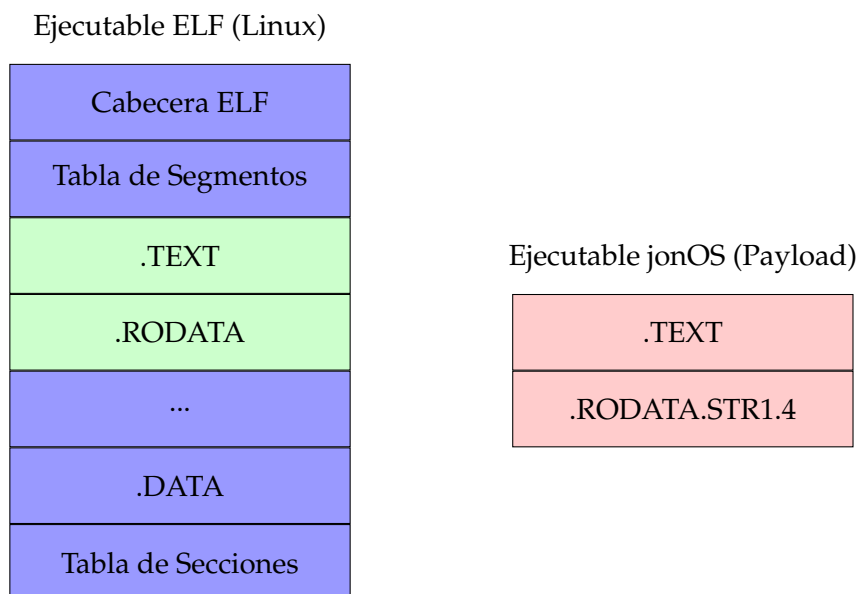 Ejecutable ELF (Linux)
Cabecera ELF
Tabla de Segmentos
.TEXT
.RODATA
...
.DATA
Tabla de Secciones
Ejecutable jonOS (Payload)
.TEXT
.RODATA.STR1.4